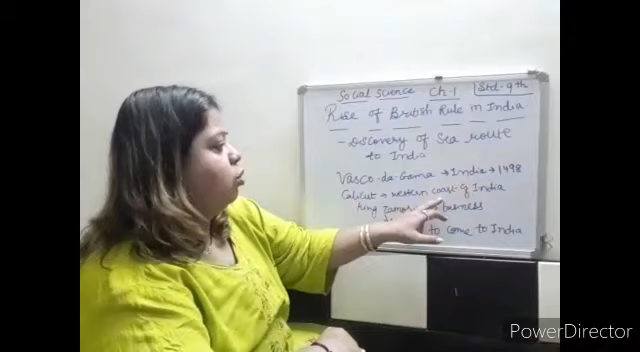 Social Science Ch-1 Std-9th
Rise of British Rule in India
- Discovery of Sea route
to India
Vasco-da-Gama → India → 1498
Calicut → western coast of India
King business
to come to India
PowerDirector